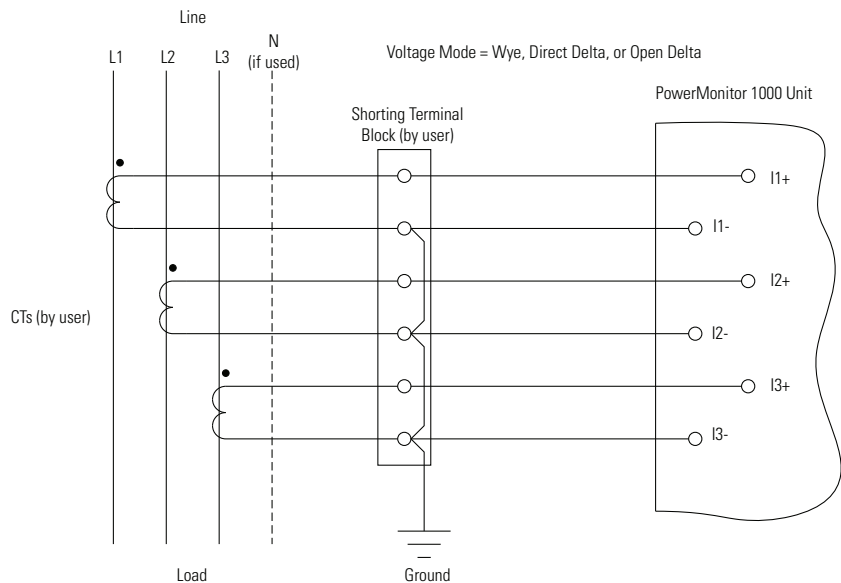 Line
L1
L2
L3
N
(if used)
Voltage Mode = Wye, Direct Delta, or Open Delta
PowerMonitor 1000 Unit
Shorting Terminal
Block (by user)
I1+
I1-
I2+
CTs (by user)
I2-
I3+
I3-
Load
Ground